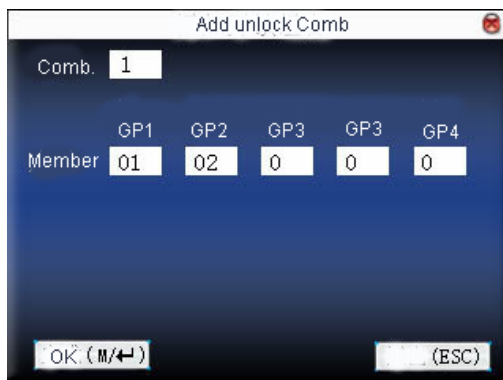 Add unlock Comb
Comb. 1
GP1 GP2 GP3 GP3 GP4
Member 01 02 0 0 0
OK (M/↵) (ESC)